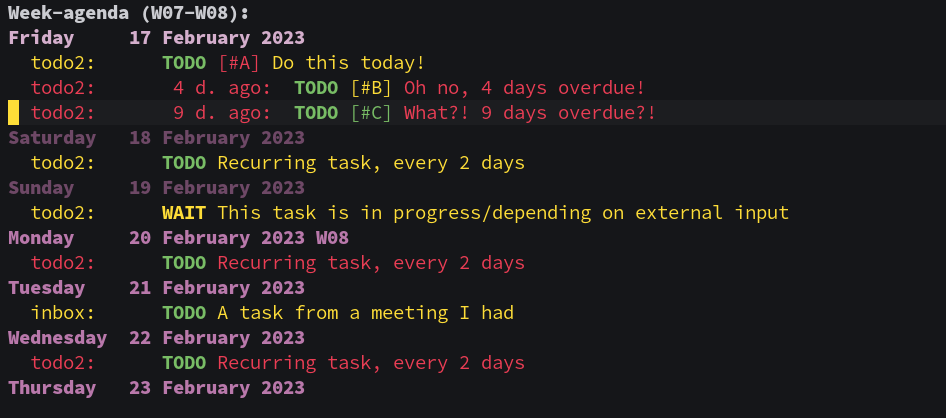 Week-agenda (W07-W08):
Friday     17 February 2023
  todo2:      TODO [#A] Do this today!
  todo2:       4 d. ago:  TODO [#B] Oh no, 4 days overdue!
  todo2:       9 d. ago:  TODO [#C] What?! 9 days overdue?!
Saturday   18 February 2023
  todo2:      TODO Recurring task, every 2 days
Sunday     19 February 2023
  todo2:      WAIT This task is in progress/depending on external input
Monday     20 February 2023 W08
  todo2:      TODO Recurring task, every 2 days
Tuesday    21 February 2023
  inbox:      TODO A task from a meeting I had
Wednesday  22 February 2023
  todo2:      TODO Recurring task, every 2 days
Thursday   23 February 2023